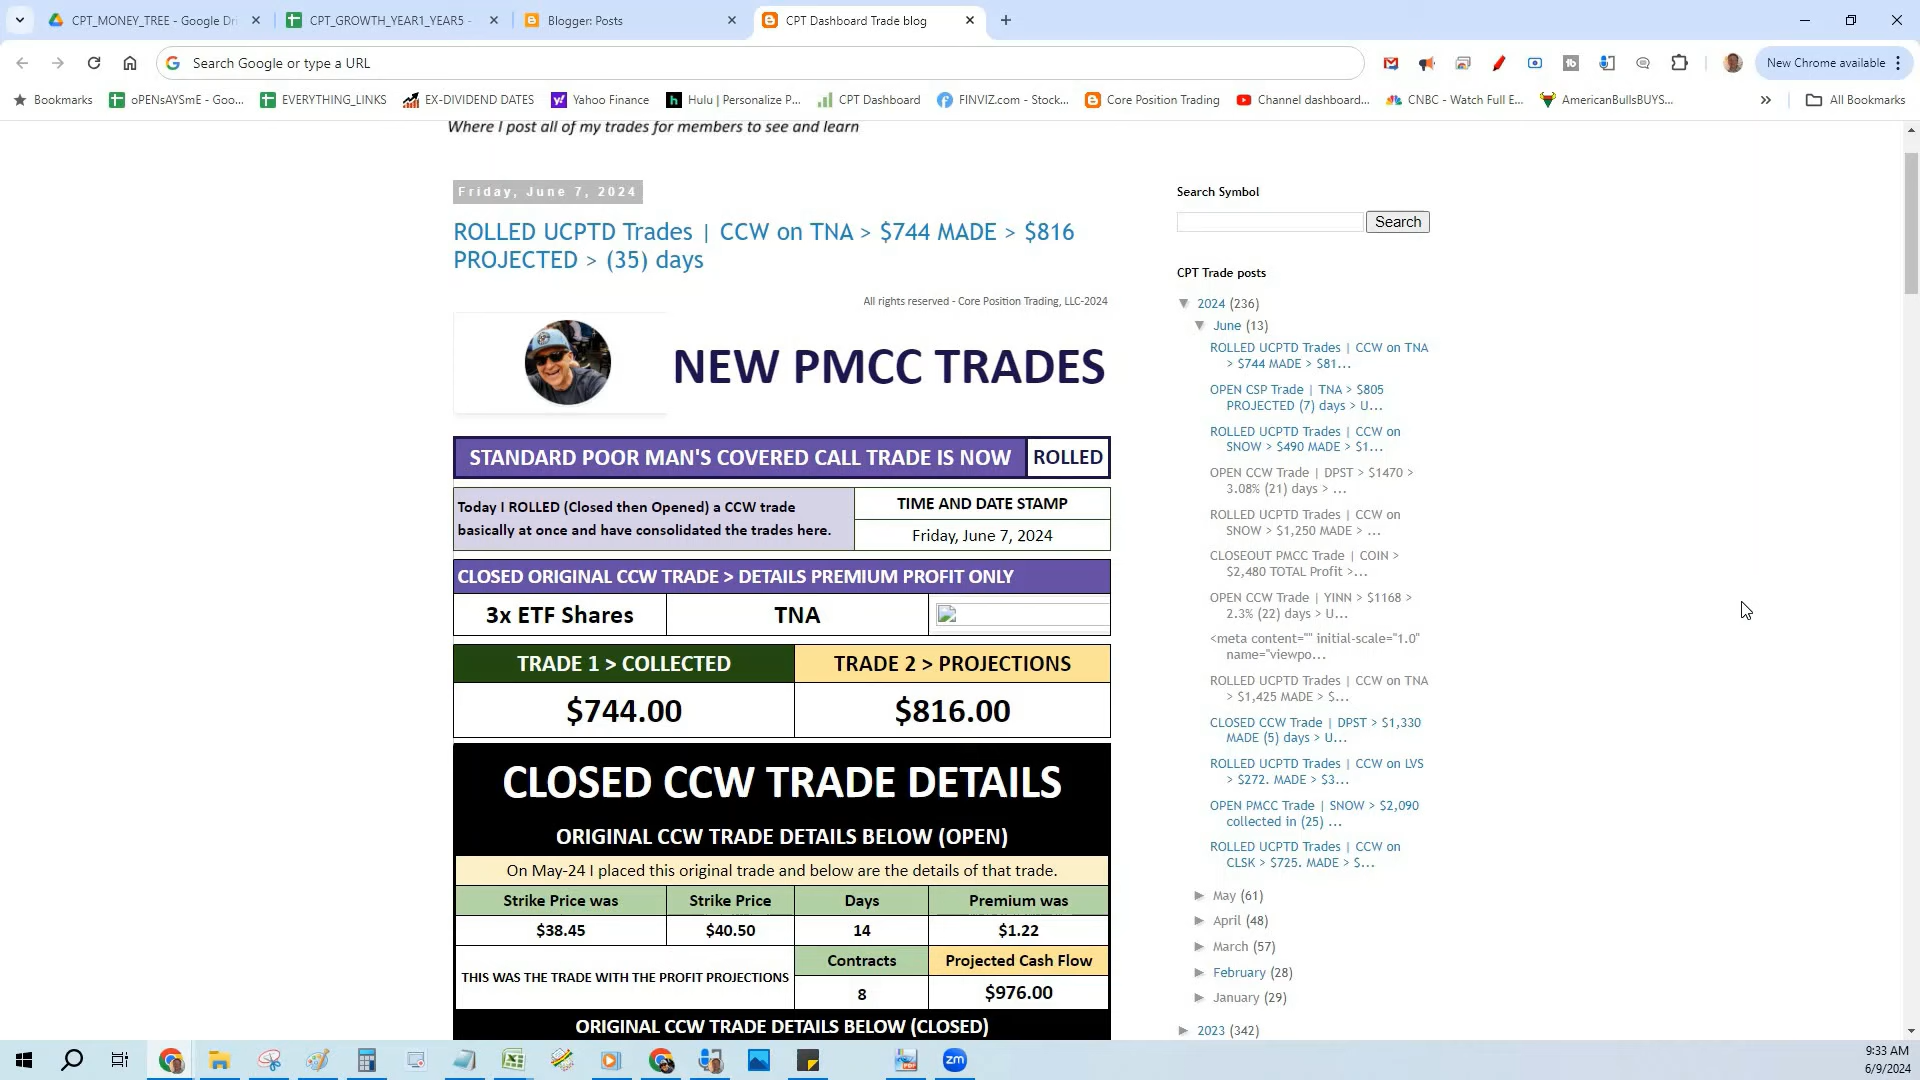 CPT_MONEY_TREE - Google Dri
CPT_GROWTH_YEAR1_YEAR5 -
Blogger: Posts
CPT Dashboard Trade blog
Search Google or type a URL
New Chrome available
Bookmarks
oPENsAYSmE - Goo...
EVERYTHING_LINKS
EX-DIVIDEND DATES
Yahoo Finance
Hulu | Personalize P...
CPT Dashboard
FINVIZ.com - Stock...
Core Position Trading
Channel dashboard...
CNBC - Watch Full E...
AmericanBullsBUYS...
All Bookmarks
Where I post all of my trades for members to see and learn
Friday, June 7, 2024
ROLLED UCPTD Trades | CCW on TNA > $744 MADE > $816
PROJECTED > (35) days
All rights reserved - Core Position Trading, LLC-2024
NEW PMCC TRADES
STANDARD POOR MAN'S COVERED CALL TRADE IS NOW ROLLED
Today I ROLLED (Closed then Opened) a CCW trade
basically at once and have consolidated the trades here.
TIME AND DATE STAMP
Friday, June 7, 2024
CLOSED ORIGINAL CCW TRADE > DETAILS PREMIUM PROFIT ONLY
3x ETF Shares TNA
TRADE 1 > COLLECTED TRADE 2 > PROJECTIONS
$744.00 $816.00
CLOSED CCW TRADE DETAILS
ORIGINAL CCW TRADE DETAILS BELOW (OPEN)
On May-24 I placed this original trade and below are the details of that trade.
Strike Price was Strike Price Days Premium was
$38.45 $40.50 14 $1.22
THIS WAS THE TRADE WITH THE PROFIT PROJECTIONS
Contracts Projected Cash Flow
8 $976.00
ORIGINAL CCW TRADE DETAILS BELOW (CLOSED)
Search Symbol
Search
CPT Trade posts
▼ 2024 (236)
▼ June (13)
ROLLED UCPTD Trades | CCW on TNA
> $744 MADE > $81...
OPEN CSP Trade | TNA > $805
PROJECTED (7) days > U...
ROLLED UCPTD Trades | CCW on
SNOW > $490 MADE > $1...
OPEN CCW Trade | DPST > $1470 >
3.08% (21) days > ...
ROLLED UCPTD Trades | CCW on
SNOW > $1,250 MADE > ...
CLOSEOUT PMCC Trade | COIN >
$2,480 TOTAL Profit >...
OPEN CCW Trade | YINN > $1168 >
2.3% (22) days > U...
<meta content="" initial-scale="1.0"
name="viewpo...
ROLLED UCPTD Trades | CCW on TNA
> $1,425 MADE > $...
CLOSED CCW Trade | DPST > $1,330
MADE (5) days > U...
ROLLED UCPTD Trades | CCW on LVS
> $272. MADE > $3...
OPEN PMCC Trade | SNOW > $2,090
collected in (25) ...
ROLLED UCPTD Trades | CCW on
CLSK > $725. MADE > $...
► May (61)
► April (48)
► March (57)
► February (28)
► January (29)
► 2023 (342)
zm
9:33 AM
6/9/2024